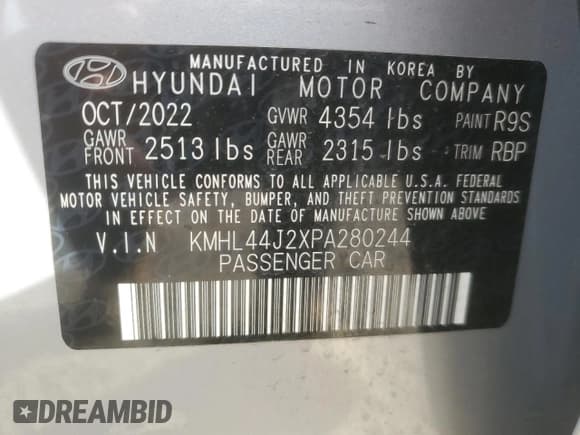 MANUFACTURED IN KOREA BY
HYUNDAI MOTOR COMPANY
OCT/2022 GVWR 4354 lbs PAINT R9S
GAWR FRONT 2513 lbs GAWR REAR 2315 lbs TRIM RBP
THIS VEHICLE CONFORMS TO ALL APPLICABLE U.S.A. FEDERAL
MOTOR VEHICLE SAFETY, BUMPER, AND THEFT PREVENTION STANDARDS
IN EFFECT ON THE DATE OF MANUFACTURE SHOWN ABOVE.
V.I.N KMHL44J2XPA280244
PASSENGER CAR
DREAMBID